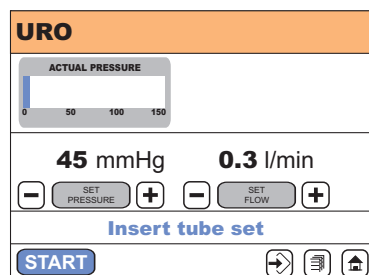 URO
ACTUAL PRESSURE
0 50 100 150
45 mmHg 0.3 l/min
− SET PRESSURE + − SET FLOW +
Insert tube set
START